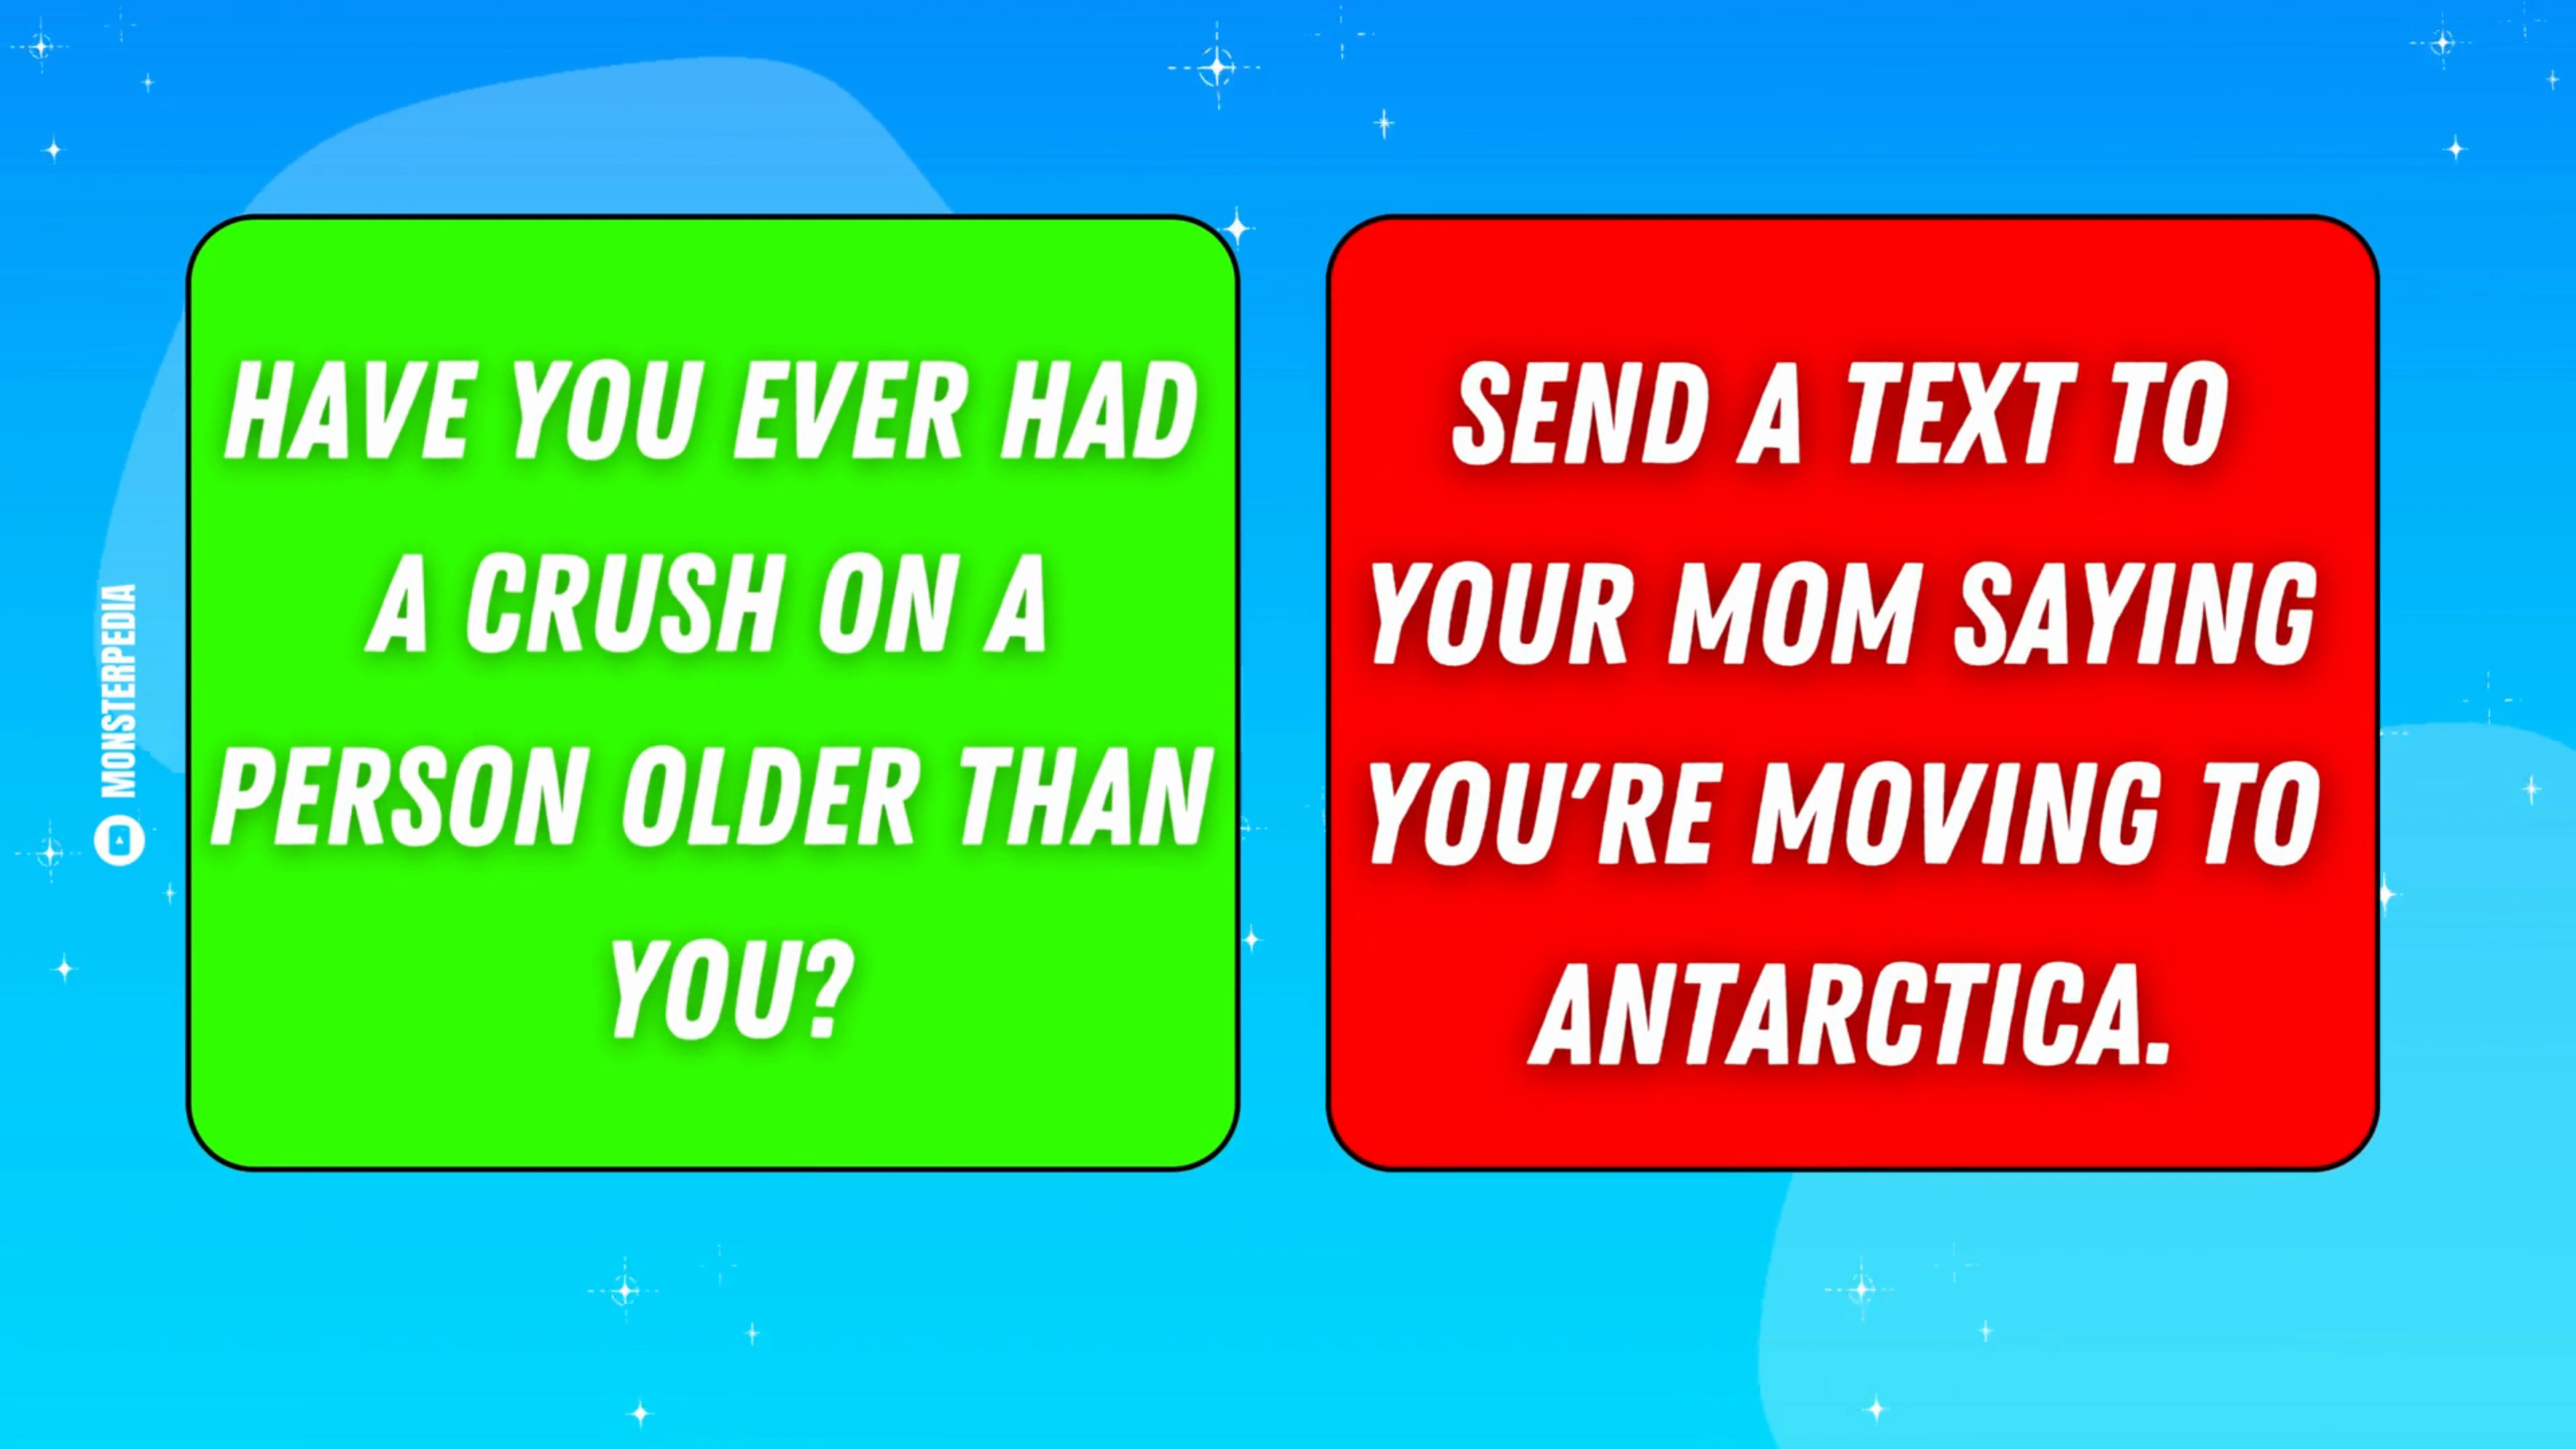 HAVE YOU EVER HAD
A CRUSH ON A
PERSON OLDER THAN
YOU?
SEND A TEXT TO
YOUR MOM SAYING
YOU'RE MOVING TO
ANTARCTICA.
MONSTERPEDIA